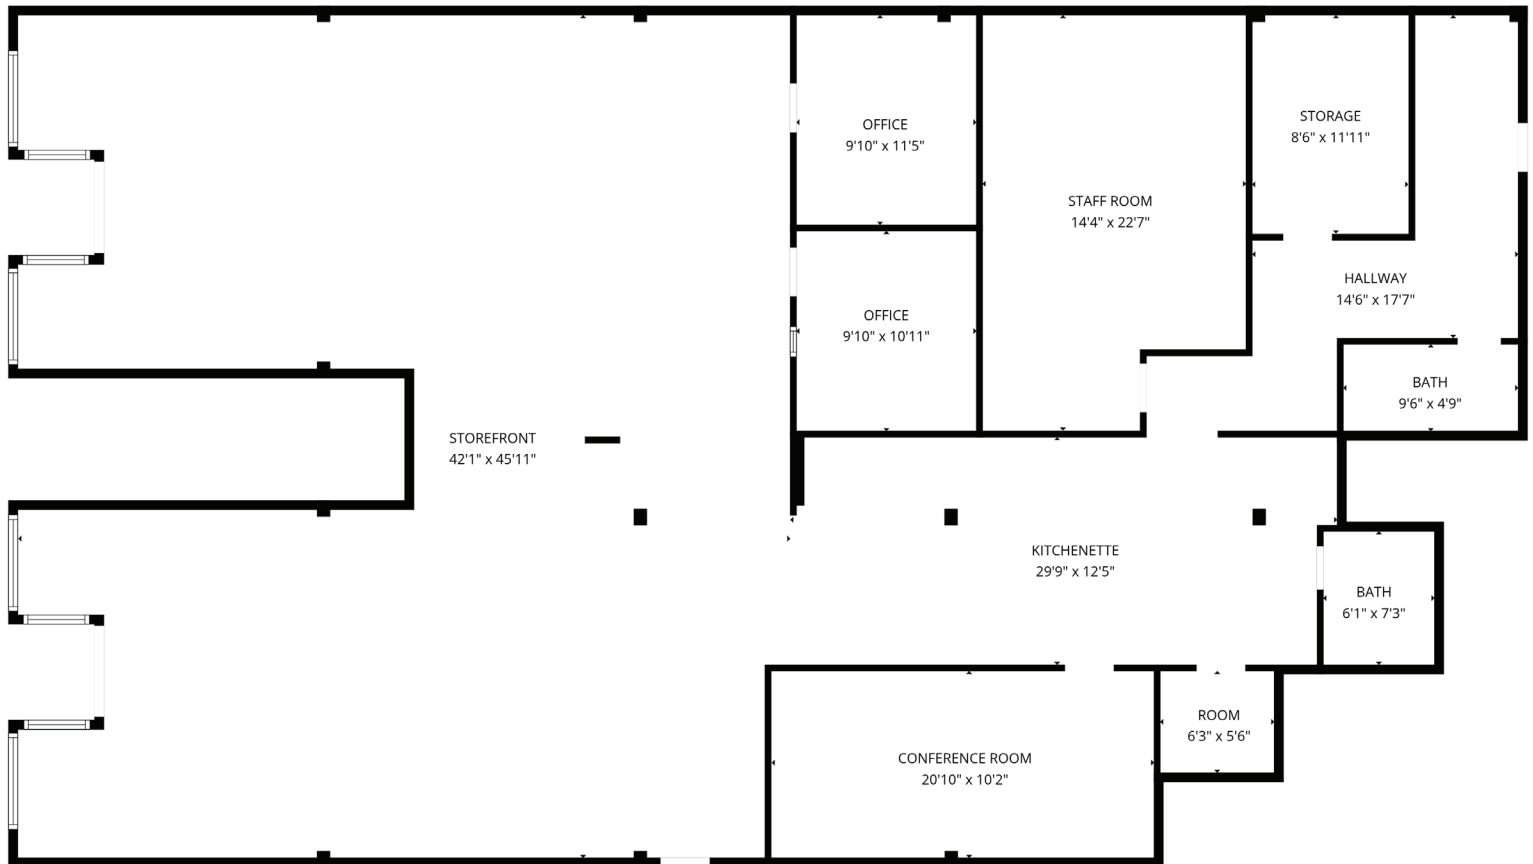 OFFICE
9'10" x 11'5"
STORAGE
8'6" x 11'11"
STAFF ROOM
14'4" x 22'7"
HALLWAY
14'6" x 17'7"
OFFICE
9'10" x 10'11"
BATH
9'6" x 4'9"
STOREFRONT
42'1" x 45'11"
KITCHENETTE
29'9" x 12'5"
BATH
6'1" x 7'3"
ROOM
6'3" x 5'6"
CONFERENCE ROOM
20'10" x 10'2"